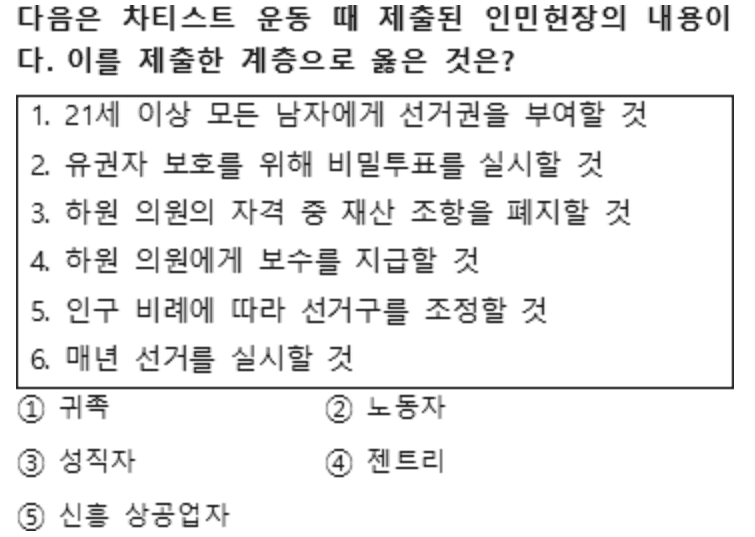 다음은 차티스트 운동 때 제출된 인민헌장의 내용이
다. 이를 제출한 계층으로 옳은 것은?
1. 21세 이상 모든 남자에게 선거권을 부여할 것
2. 유권자 보호를 위해 비밀투표를 실시할 것
3. 하원 의원의 자격 중 재산 조항을 폐지할 것
4. 하원 의원에게 보수를 지급할 것
5. 인구 비례에 따라 선거구를 조정할 것
6. 매년 선거를 실시할 것
① 귀족 ② 노동자
③ 성직자 ④ 젠트리
⑤ 신흥 상공업자